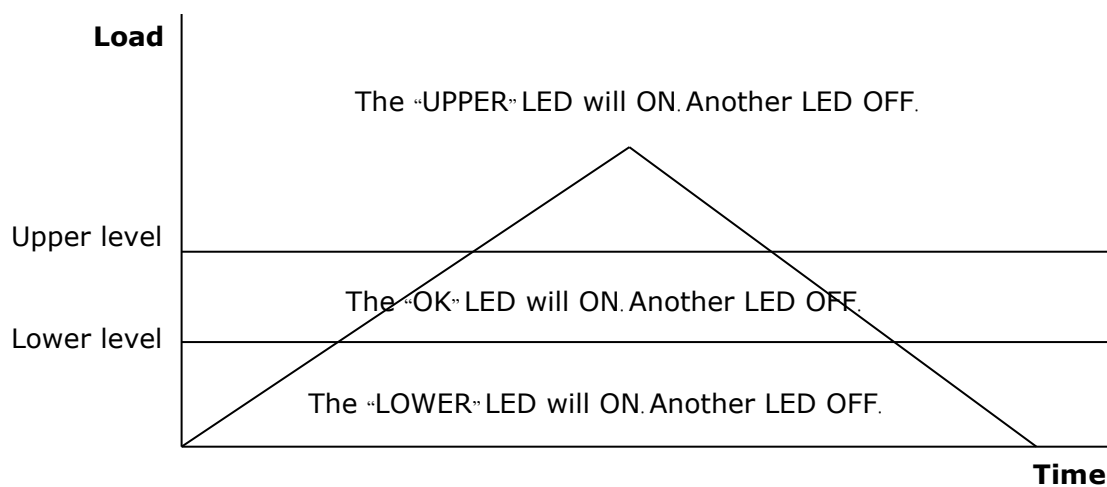 Load
The “UPPER” LED will ON. Another LED OFF.
Upper level
The “OK” LED will ON. Another LED OFF.
Lower level
The “LOWER” LED will ON. Another LED OFF.
Time